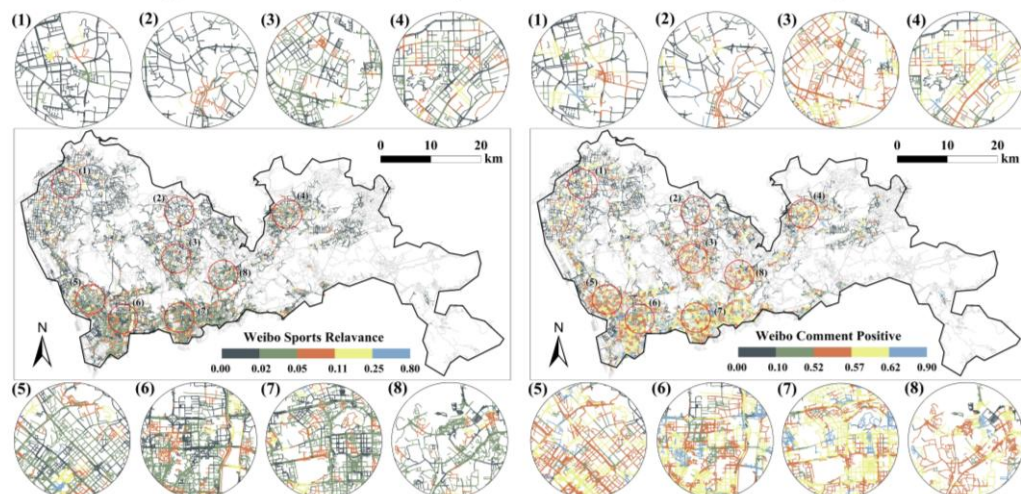 (1) (2) (3) (4) (1) (2) (3) (4)
0 10 20 km 0 10 20 km
(1) (1)
(2) (4) (2) (4)
(3) (3)
(8) (8)
(5) (6) (7) (5) (6) (7)
N Weibo Sports Relavance N Weibo Comment Positive
0.00 0.02 0.05 0.11 0.25 0.80 0.00 0.10 0.52 0.57 0.62 0.90
(5) (6) (7) (8) (5) (6) (7) (8)